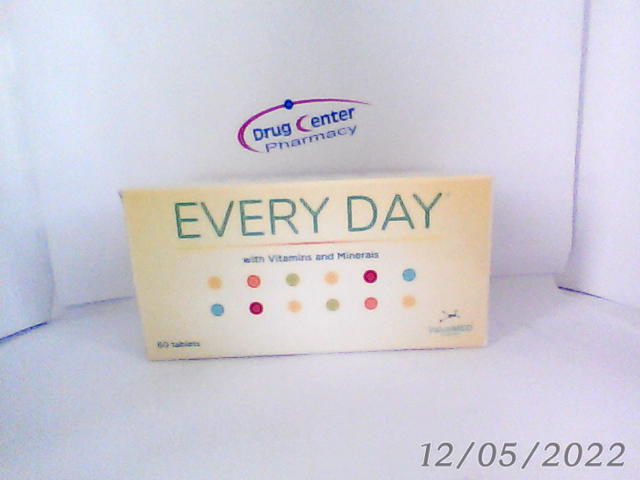 Drug Center
Pharmacy
EVERY DAY
with Vitamins and Minerals
60 tablets
12/05/2022